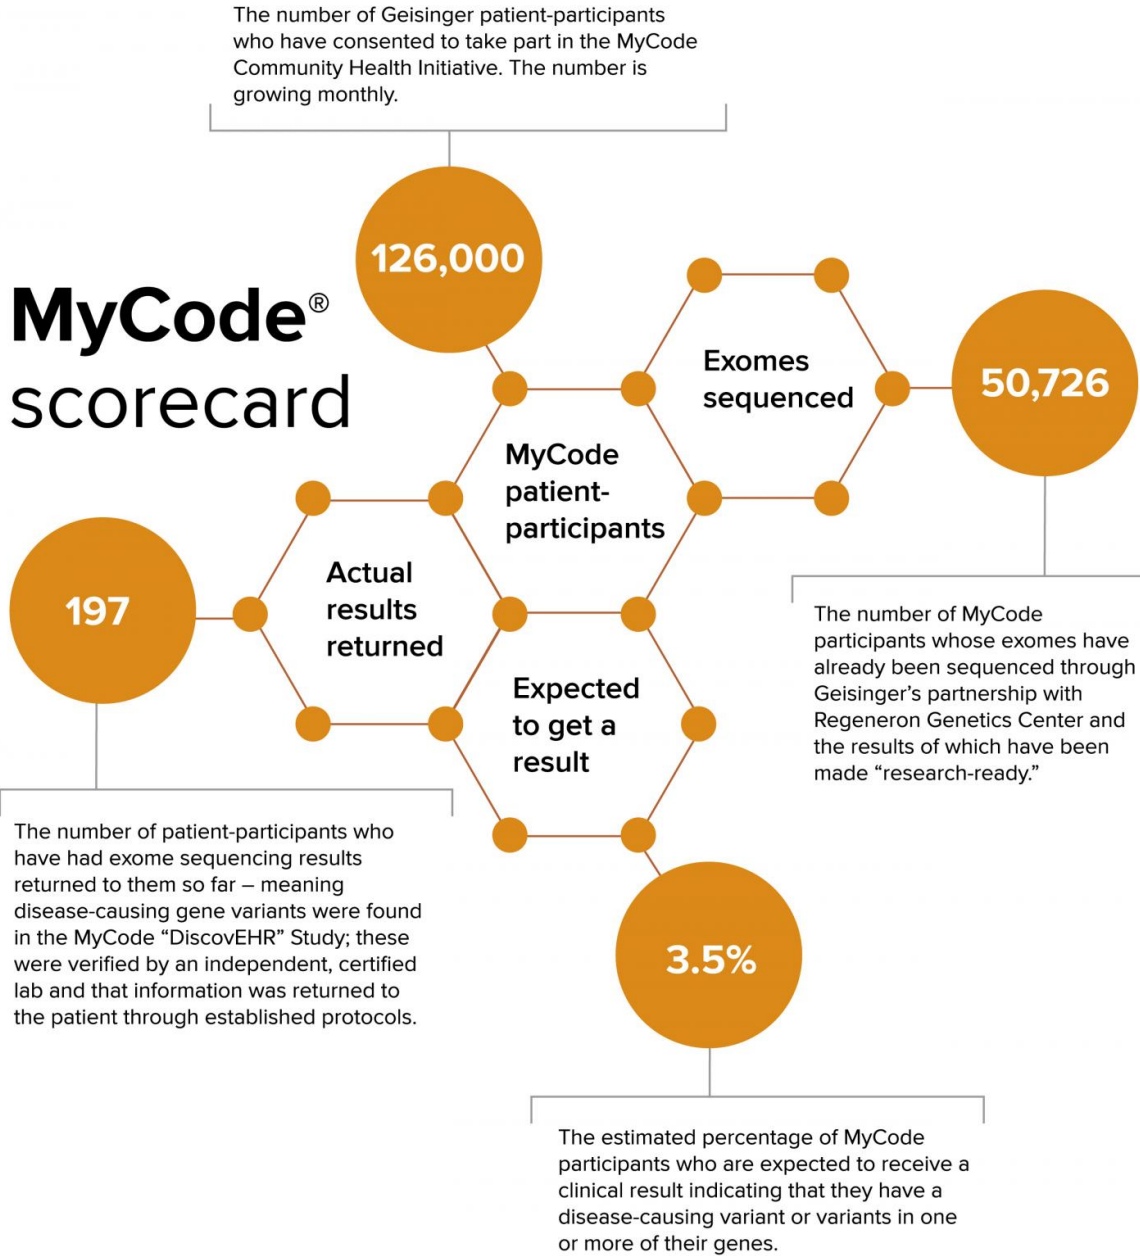 The number of Geisinger patient-participants
who have consented to take part in the MyCode
Community Health Initiative. The number is
growing monthly.
126,000
MyCode®
scorecard
Exomes
sequenced
50,726
MyCode
patient-
participants
Actual
results
returned
197
Expected
to get a
result
The number of MyCode
participants whose exomes have
already been sequenced through
Geisinger’s partnership with
Regeneron Genetics Center and
the results of which have been
made “research-ready.”
The number of patient-participants who
have had exome sequencing results
returned to them so far – meaning
disease-causing gene variants were found
in the MyCode “DiscovEHR” Study; these
were verified by an independent, certified
lab and that information was returned to
the patient through established protocols.
3.5%
The estimated percentage of MyCode
participants who are expected to receive a
clinical result indicating that they have a
disease-causing variant or variants in one
or more of their genes.